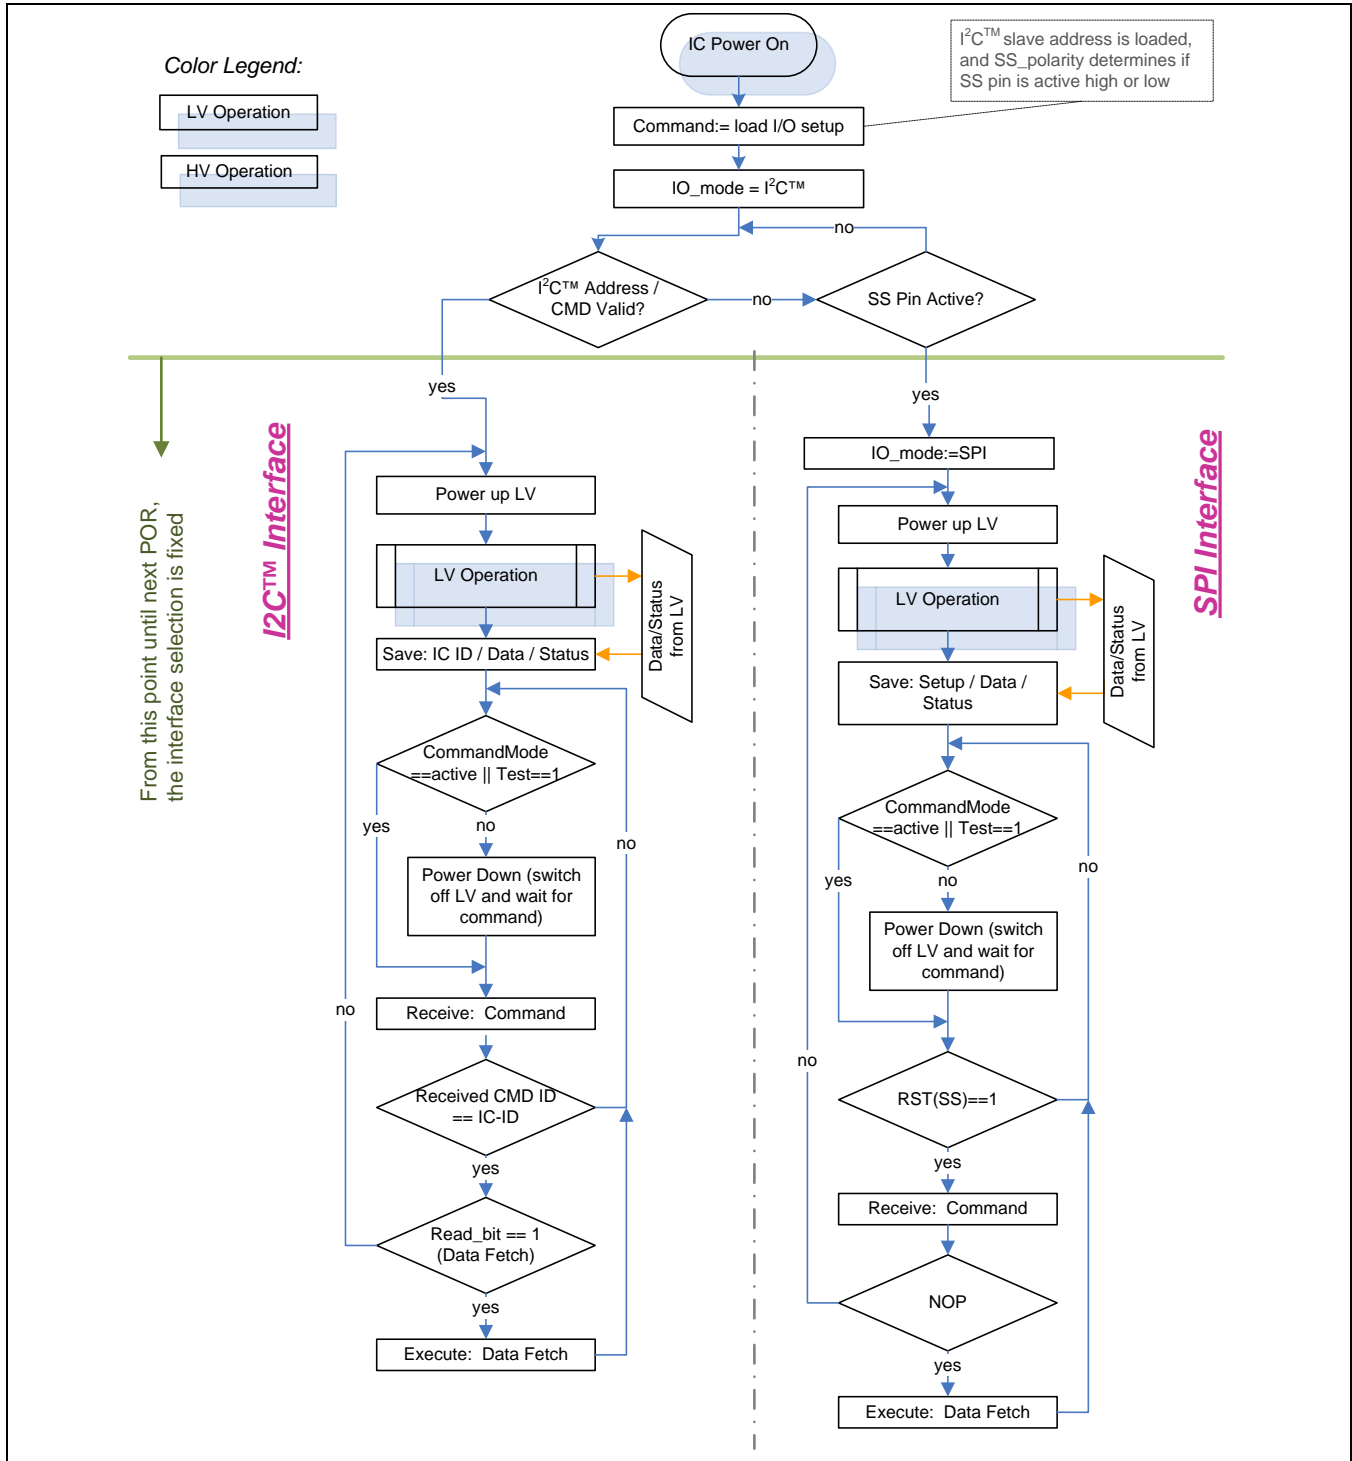 IC Power On
I²C™ slave address is loaded,
and SS_polarity determines if
SS pin is active high or low
Color Legend:
LV Operation
HV Operation
Command:= load I/O setup
IO_mode = I²C™
no
I²C™ Address /
CMD Valid?
no
SS Pin Active?
yes
yes
From this point until next POR,
the interface selection is fixed
I2C™ Interface
Power up LV
LV Operation
Data/Status
from LV
Save: IC ID / Data / Status
CommandMode
==active || Test==1
yes
no
no
Power Down (switch
off LV and wait for
command)
no
Receive: Command
Received CMD ID
== IC-ID
yes
Read_bit == 1
(Data Fetch)
yes
Execute: Data Fetch
SPI Interface
IO_mode:=SPI
Power up LV
LV Operation
Data/Status
from LV
Save: Setup / Data /
Status
CommandMode
==active || Test==1
yes
no
no
Power Down (switch
off LV and wait for
command)
no
RST(SS)==1
yes
Receive: Command
NOP
yes
Execute: Data Fetch